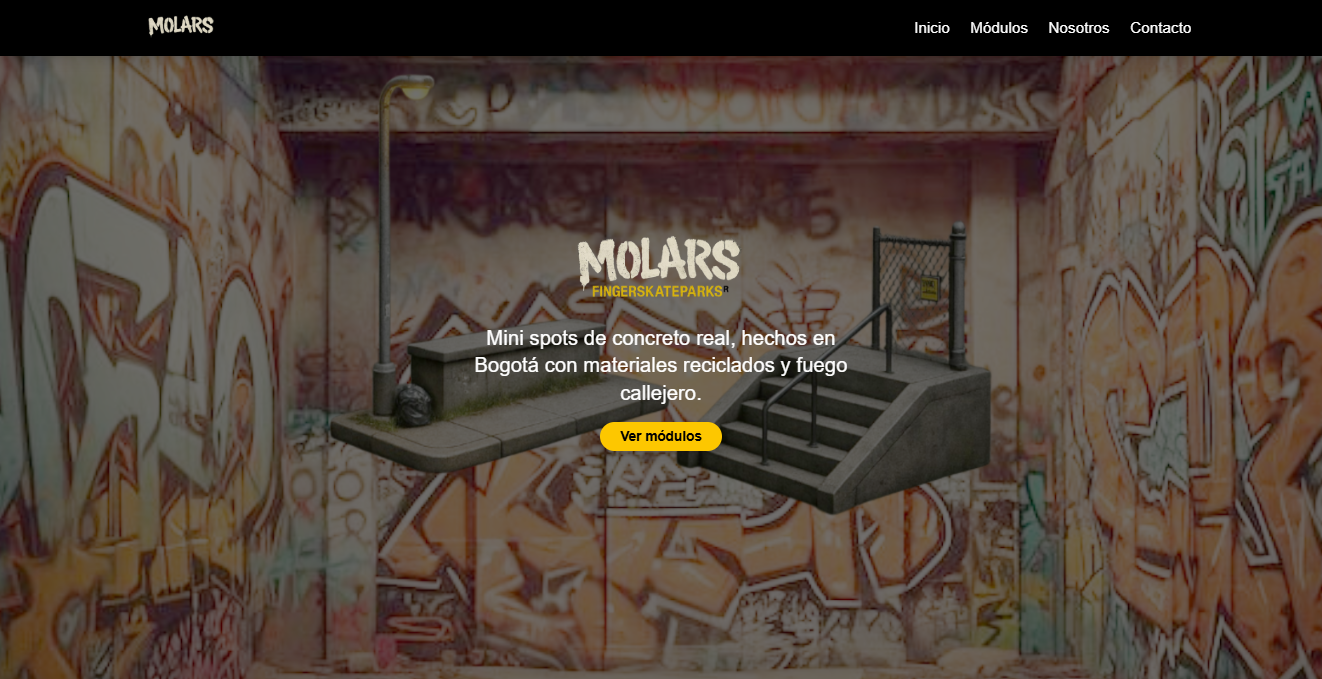 MOLARS
Inicio Módulos Nosotros Contacto
MOLARS
FINGERSKATEPARKS R
Mini spots de concreto real, hechos en
Bogotá con materiales reciclados y fuego
callejero.
Ver módulos